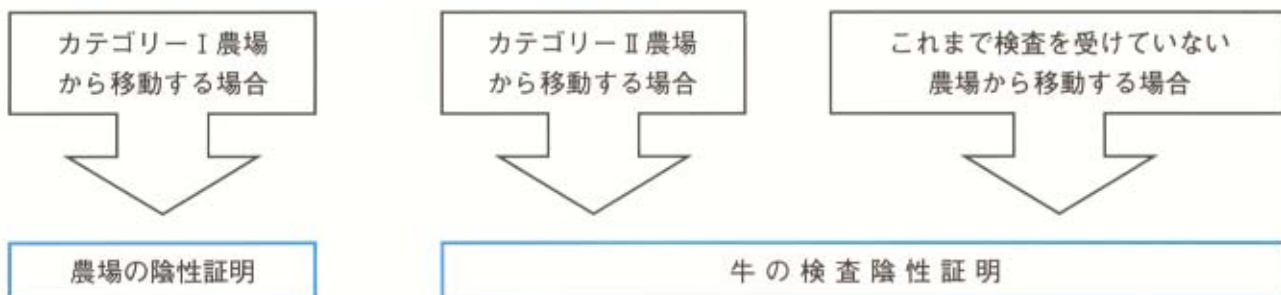 カテゴリーⅠ農場
から移動する場合
カテゴリーⅡ農場
から移動する場合
これまで検査を受けていない
農場から移動する場合
農場の陰性証明
牛の検査陰性証明